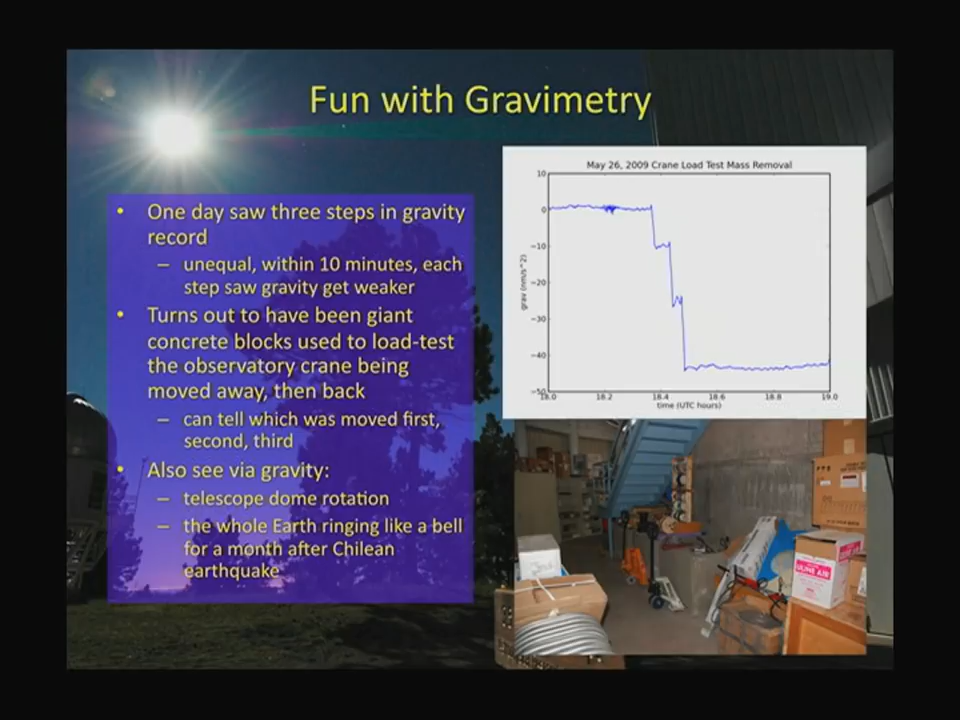 Fun with Gravimetry
• One day saw three steps in gravity
record
– unequal, within 10 minutes, each
step saw gravity get weaker
• Turns out to have been giant
concrete blocks used to load-test
the observatory crane being
moved away, then back
– can tell which was moved first,
second, third
• Also see via gravity:
– telescope dome rotation
– the whole Earth ringing like a bell
for a month after Chilean
earthquake
May 26, 2009 Crane Load Test Mass Removal
grav (nm/s^2)
10
0
−10
−20
−30
−40
−50
18.0 18.2 18.4 18.6 18.8 19.0
time (UTC hours)
ULINE AIR